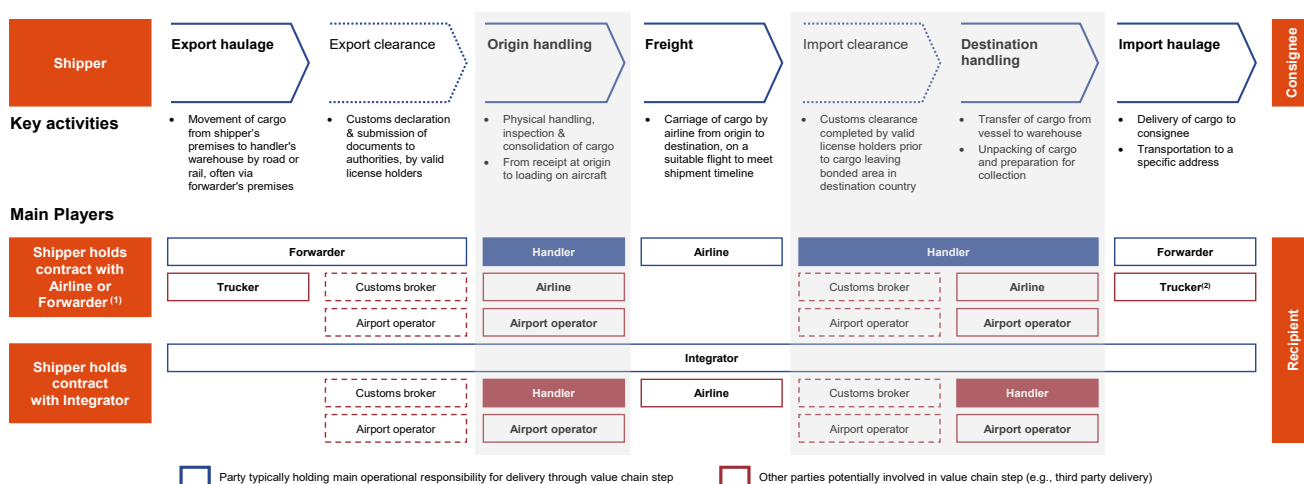 Shipper
Export haulage
Export clearance
Origin handling
Freight
Import clearance
Destination
handling
Import haulage
Consignee
Key activities
• Movement of cargo
from shipper's
premises to handler's
warehouse by road or
rail, often via
forwarder's premises
• Customs declaration
& submission of
documents to
authorities, by valid
license holders
• Physical handling,
inspection &
consolidation of cargo
• From receipt at origin
to loading on aircraft
• Carriage of cargo by
airline from origin to
destination, on a
suitable flight to meet
shipment timeline
• Customs clearance
completed by valid
license holders prior
to cargo leaving
bonded area in
destination country
• Transfer of cargo from
vessel to warehouse
• Unpacking of cargo
and preparation for
collection
• Delivery of cargo to
consignee
• Transportation to a
specific address
Main Players
Shipper holds
contract with
Airline or
Forwarder (1)
Forwarder
Handler
Airline
Handler
Forwarder
Trucker
Customs broker
Airline
Customs broker
Airline
Trucker(2)
Airport operator
Airport operator
Airport operator
Airport operator
Recipient
Shipper holds
contract
with Integrator
Integrator
Customs broker
Handler
Airline
Customs broker
Handler
Airport operator
Airport operator
Airport operator
Airport operator
Party typically holding main operational responsibility for delivery through value chain step
Other parties potentially involved in value chain step (e.g., third party delivery)